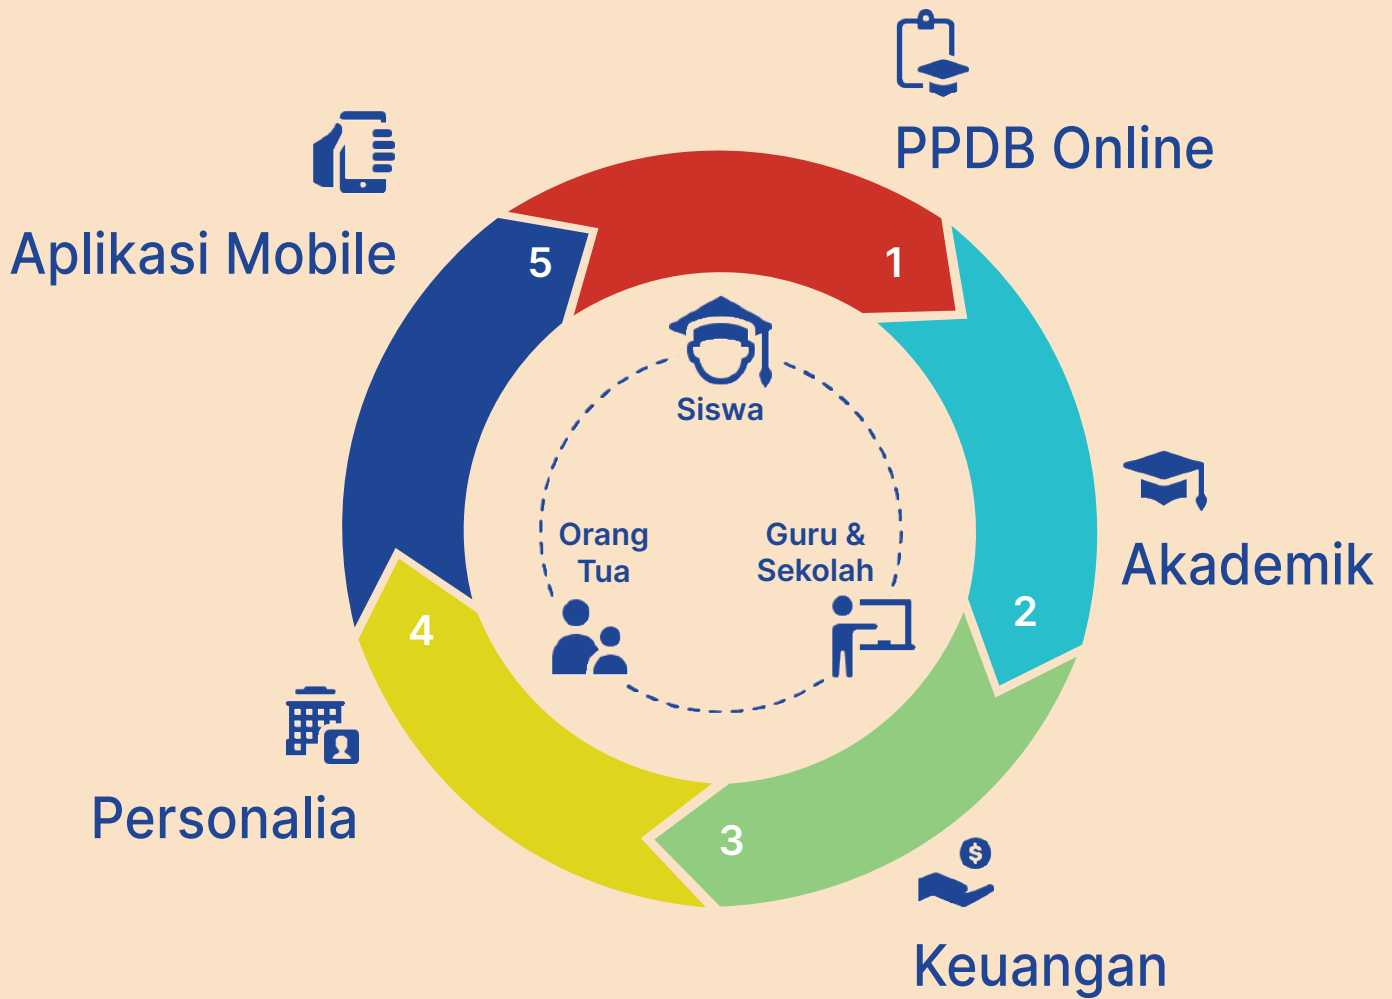 PPDB Online
1
Akademik
2
Keuangan
3
Personalia
4
Aplikasi Mobile
5
Siswa
Orang
Tua
Guru &
Sekolah
$